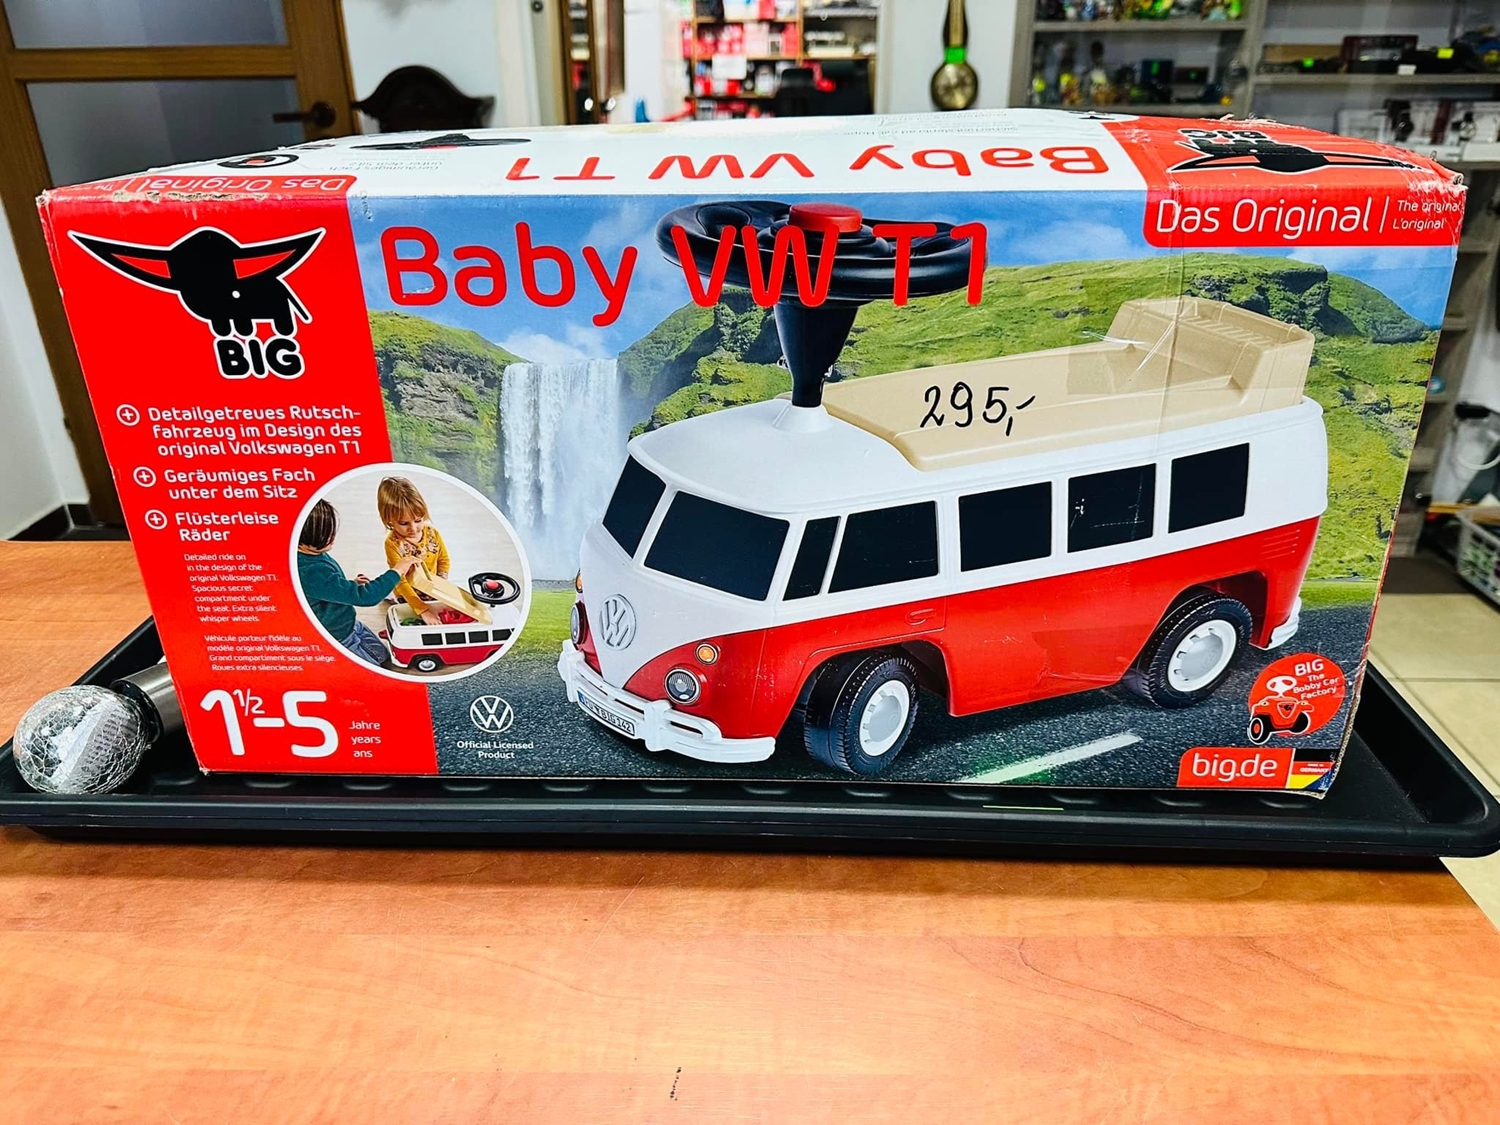 Baby VW T1
Das Original
BIG
Das Original | The original
L'original
Baby VW T1
BIG
Detailgetreues Rutsch-
fahrzeug im Design des
original Volkswagen T1
Geräumiges Fach
unter dem Sitz
Flüsterleise
Räder
Detailed ride on
in the design of the
original Volkswagen T1.
Spacious secret
compartment under
the seat. Extra silent
whisper wheels.
Véhicule porteur fidèle au
modèle original Volkswagen T1.
Grand compartiment sous le siège.
Roues extra silencieuses.
1½-5
Jahre
years
ans
295,-
Official Licensed
Product
BIG
The
Bobby Car
Factory
big.de
MADE IN
GERMANY